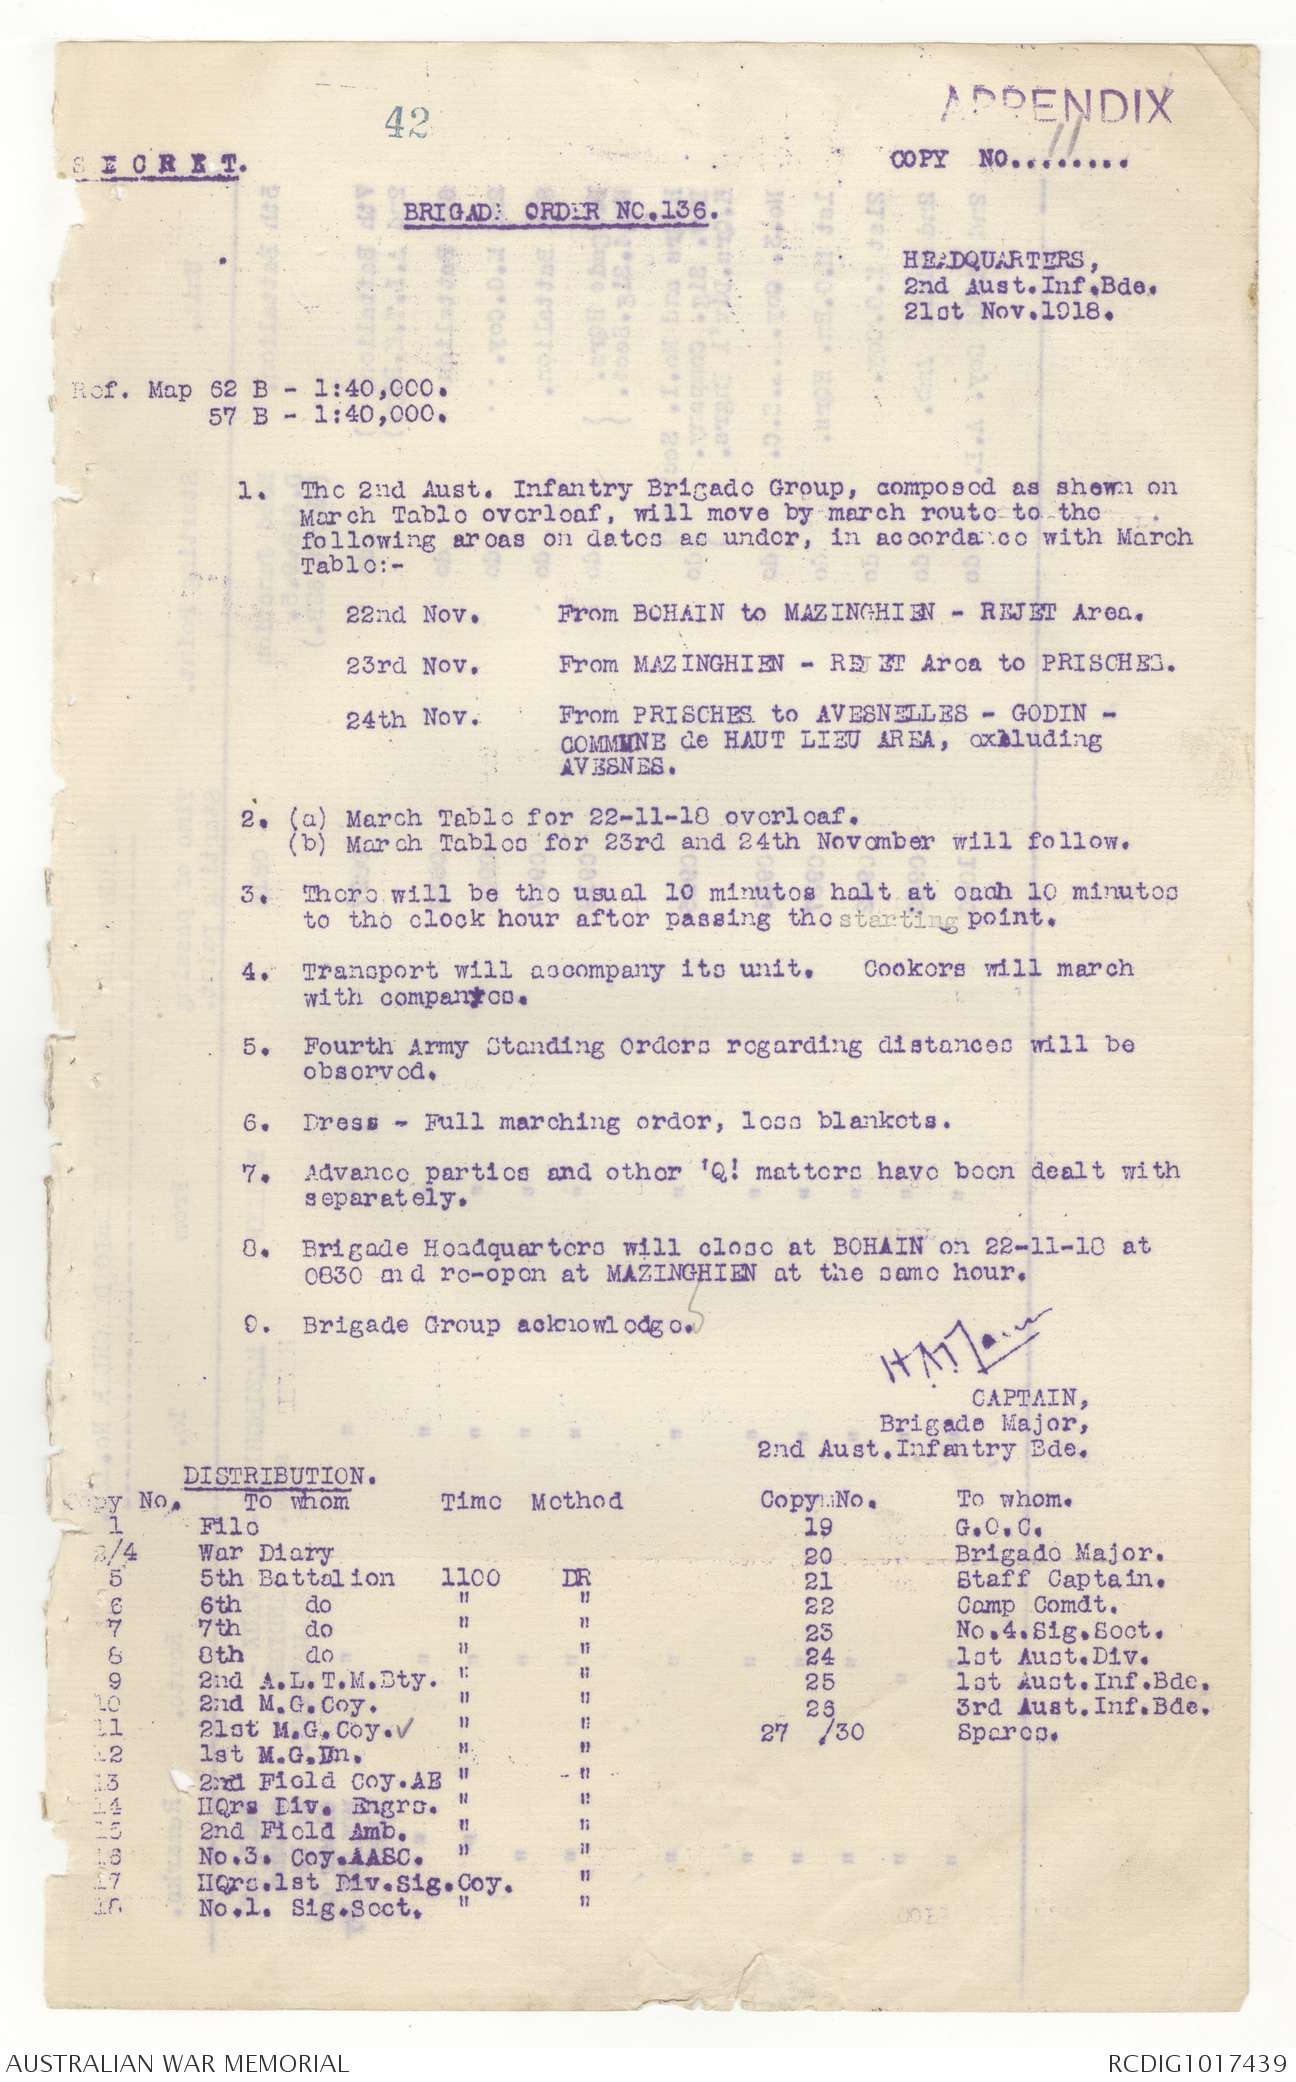 42
APPENDIX
SECRET.
COPY NO.11.......
BRIGADE ORDER NO.136.
HEADQUARTERS,
2nd Aust.Inf.Bde.
21st Nov.1918.
Ref. Map 62 B - 1:40,000.
57 B - 1:40,000.
1. The 2nd Aust. Infantry Brigade Group, composed as shewn on
March Table overleaf, will move by march route to the
following areas on dates as under, in accordance with March
Table:-
22nd Nov. From BOHAIN to MAZINGHIEN - REJET Area.
23rd Nov. From MAZINGHIEN - REJET Area to PRISCHES.
24th Nov. From PRISCHES to AVESNELLES - GODIN -
COMMUNE de HAUT LIEU AREA, excluding
AVESNES.
2. (a) March Table for 22-11-18 overleaf.
(b) March Tables for 23rd and 24th November will follow.
3. There will be the usual 10 minutes halt at each 10 minutes
to the clock hour after passing the starting point.
4. Transport will accompany its unit. Cookers will march
with companies.
5. Fourth Army Standing Orders regarding distances will be
observed.
6. Dress - Full marching order, less blankets.
7. Advance parties and other 'Q! matters have been dealt with
separately.
8. Brigade Headquarters will close at BOHAIN on 22-11-18 at
0830 and re-open at MAZINGHIEN at the same hour.
9. Brigade Group acknowledge.
CAPTAIN,
Brigade Major,
2nd Aust.Infantry Bde.
DISTRIBUTION.
Copy No. To whom Time Method Copy No. To whom.
1 File 19 G.O.C.
2/4 War Diary 20 Brigade Major.
5 5th Battalion 1100 DR 21 Staff Captain.
6 6th do " " 22 Camp Comdt.
7 7th do " " 23 No.4.Sig.Sect.
8 8th do " " 24 1st Aust.Div.
9 2nd A.L.T.M.Bty. " " 25 1st Aust.Inf.Bde.
10 2nd M.G.Coy. " " 26 3rd Aust.Inf.Bde.
11 21st M.G.Coy.✓ " " 27 /30 Spares.
12 1st M.G.Bn. " "
13 2nd Field Coy.AE " - "
14 HQrs Div. Engrs. " "
15 2nd Field Amb. " "
16 No.3. Coy.AASC. " "
17 HQrs.1st Div.Sig.Coy. "
18 No.1. Sig.Sect. " "
AUSTRALIAN WAR MEMORIAL RCDIG1017439